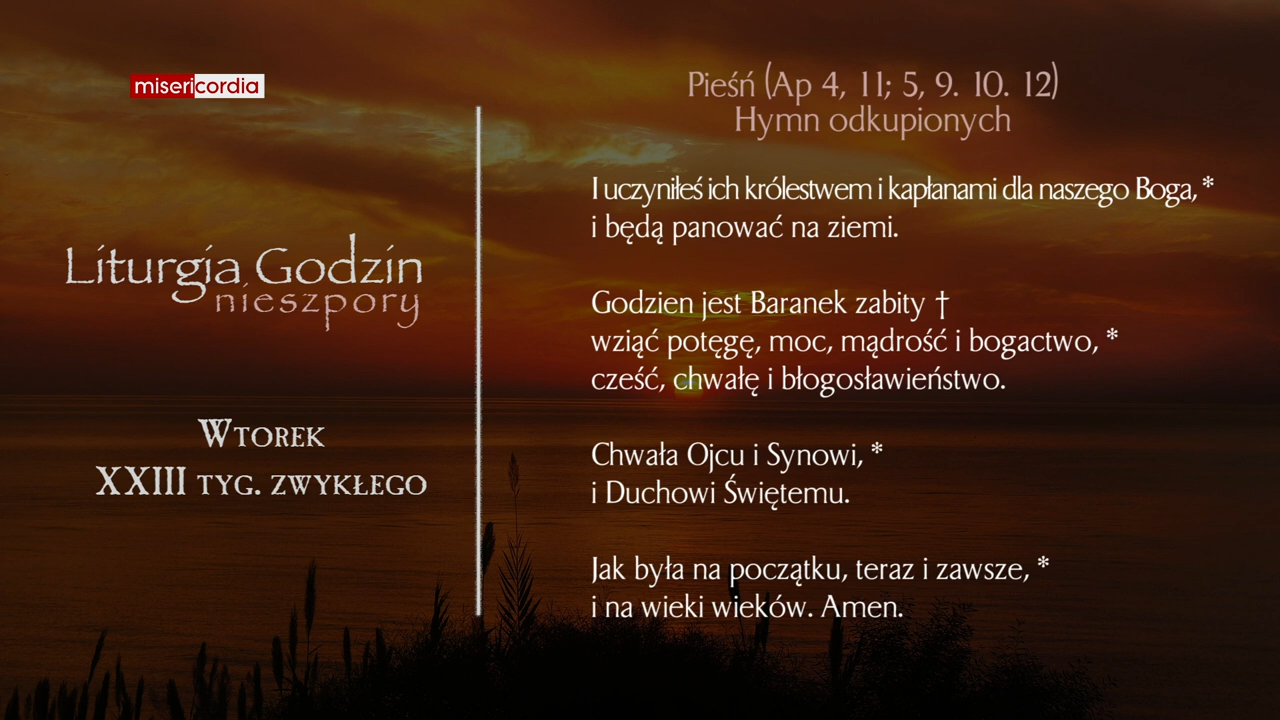 misericordia
Liturgia Godzin
nieszpory
Wtorek
XXIII tyg. zwykłego
Pieśń (Ap 4, 11; 5, 9. 10. 12)
Hymn odkupionych
I uczyniłeś ich królestwem i kapłanami dla naszego Boga, *
i będą panować na ziemi.
Godzien jest Baranek zabity †
wziąć potęgę, moc, mądrość i bogactwo, *
cześć, chwałę i błogosławieństwo.
Chwała Ojcu i Synowi, *
i Duchowi Świętemu.
Jak była na początku, teraz i zawsze, *
i na wieki wieków. Amen.